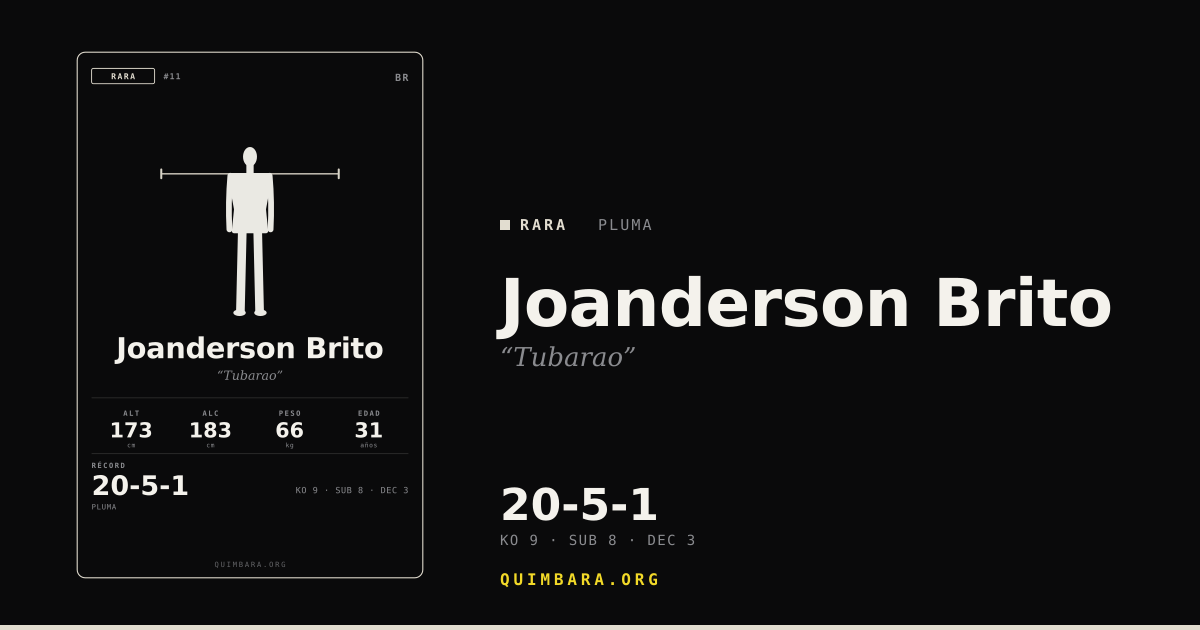 RARA #11 BR
Joanderson Brito
“Tubarao”
ALT ALC PESO EDAD
173 183 66 31
cm cm kg años
RÉCORD
20-5-1
KO 9 · SUB 8 · DEC 3
PLUMA
QUIMBARA.ORG
RARA PLUMA
Joanderson Brito
“Tubarao”
20-5-1
KO 9 · SUB 8 · DEC 3
QUIMBARA.ORG